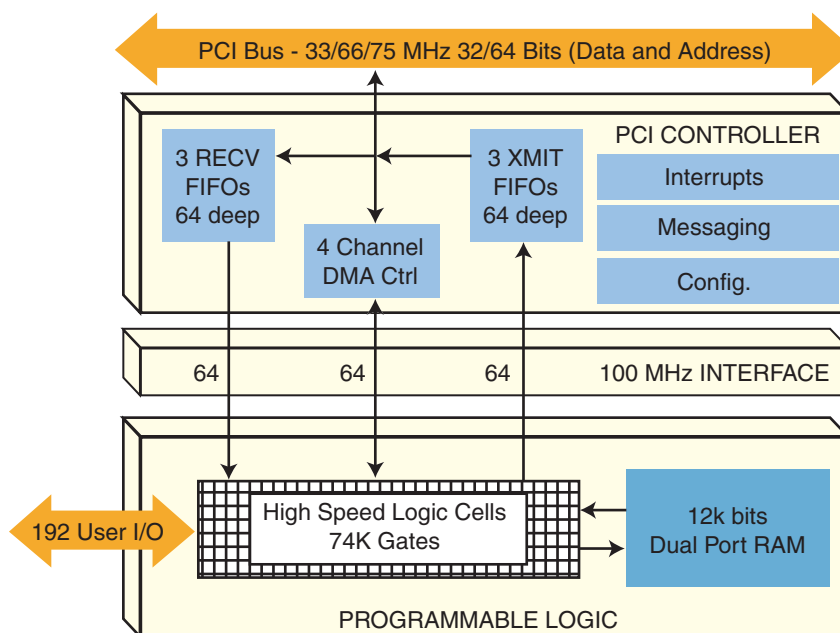 PCI Bus - 33/66/75 MHz 32/64 Bits (Data and Address)
PCI CONTROLLER
3 RECV
FIFOs
64 deep
3 XMIT
FIFOs
64 deep
4 Channel
DMA Ctrl
Interrupts
Messaging
Config.
64
64
64
100 MHz INTERFACE
192 User I/O
High Speed Logic Cells
74K Gates
12k bits
Dual Port RAM
PROGRAMMABLE LOGIC